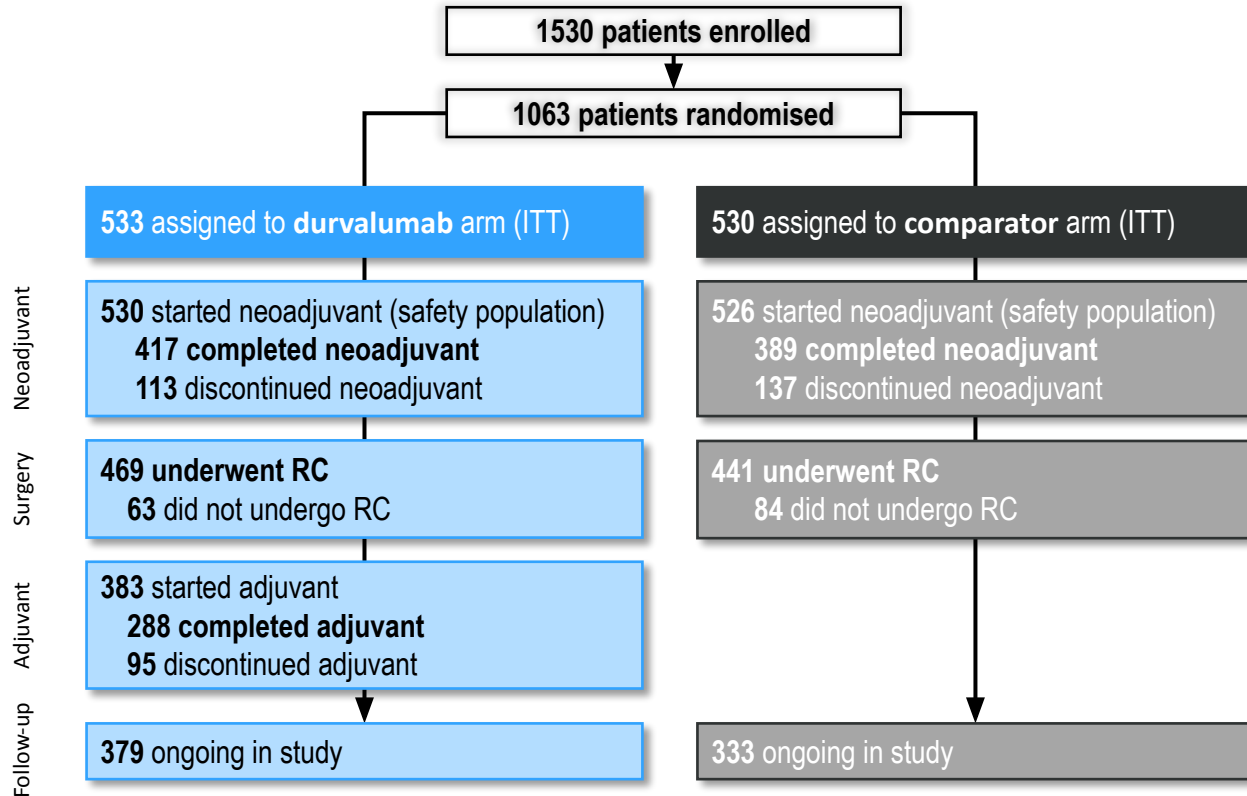 1530 patients enrolled
1063 patients randomised
533 assigned to durvalumab arm (ITT)
530 assigned to comparator arm (ITT)
Neoadjuvant
530 started neoadjuvant (safety population)
417 completed neoadjuvant
113 discontinued neoadjuvant
526 started neoadjuvant (safety population)
389 completed neoadjuvant
137 discontinued neoadjuvant
Surgery
469 underwent RC
63 did not undergo RC
441 underwent RC
84 did not undergo RC
Adjuvant
383 started adjuvant
288 completed adjuvant
95 discontinued adjuvant
Follow-up
379 ongoing in study
333 ongoing in study